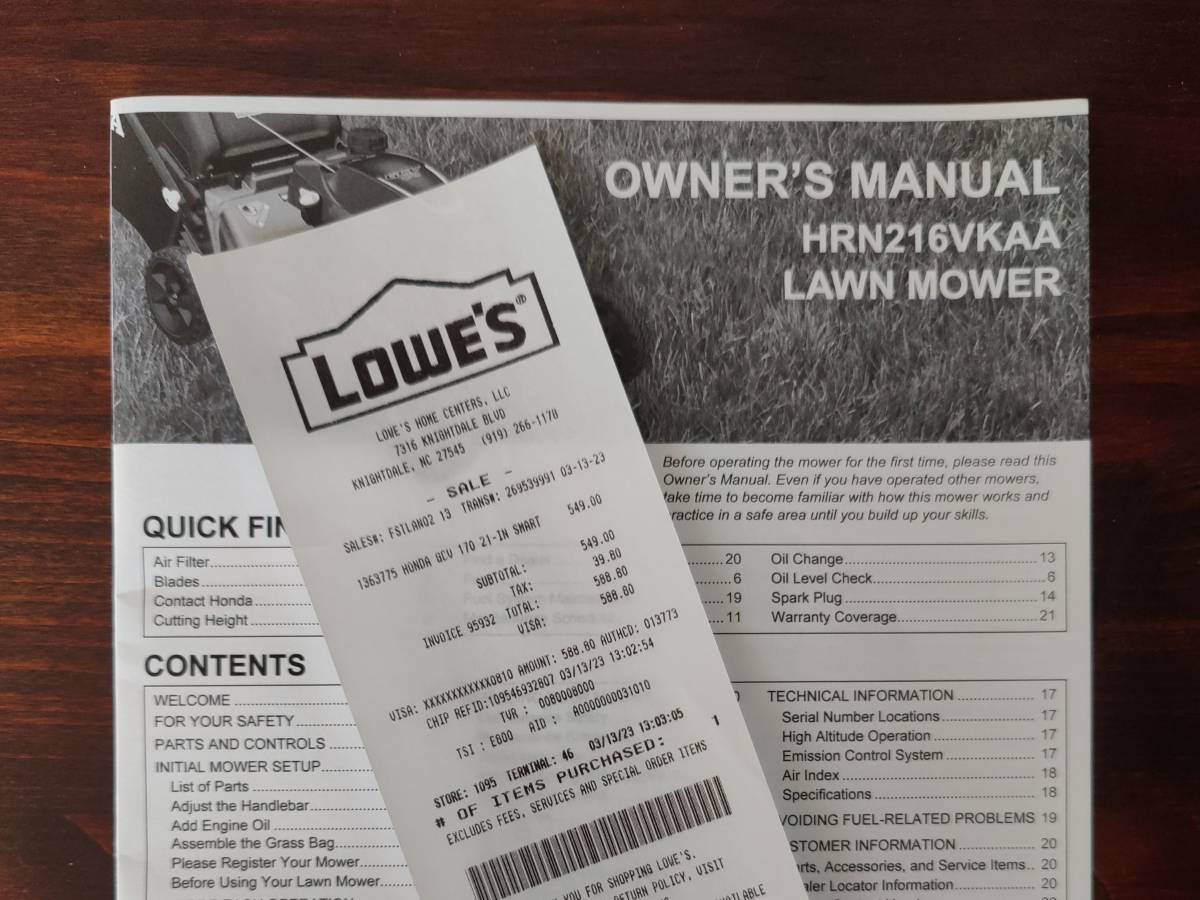 OWNER'S MANUAL
HRN216VKAA
LAWN MOWER
LOWE'S®
LOWE'S HOME CENTERS, LLC
7316 KNIGHTDALE BLVD
KNIGHTDALE, NC 27545 (919) 266-1170
- SALE -
SALES#: FSTLAN02 13 TRANS#: 269539991 03-13-23
1363775 HONDA GCV 170 21-IN SMART 549.00
SUBTOTAL: 549.00
TAX: 39.80
INVOICE 95932 TOTAL: 588.80
VISA: 588.80
VISA: XXXXXXXXXXXX0810 AMOUNT: 588.80 AUTHCD: 013773
CHIP REFID:109546932807 03/13/23 13:02:54
TVR : 0080008000
TSI : E800 AID : A0000000031010
STORE: 1095 TERMINAL: 46 03/13/23 13:03:05
# OF ITEMS PURCHASED: 1
EXCLUDES FEES, SERVICES AND SPECIAL ORDER ITEMS
YOU FOR SHOPPING LOWE'S.
RETURN POLICY, VISIT
Before operating the mower for the first time, please read this
Owner's Manual. Even if you have operated other mowers,
take time to become familiar with how this mower works and
practice in a safe area until you build up your skills.
QUICK FIN
Air Filter
Blades
Contact Honda
Cutting Height
20
6
19
11
Oil Change 13
Oil Level Check 6
Spark Plug 14
Warranty Coverage 21
CONTENTS
WELCOME
FOR YOUR SAFETY
PARTS AND CONTROLS
INITIAL MOWER SETUP
List of Parts
Adjust the Handlebar
Add Engine Oil
Assemble the Grass Bag
Please Register Your Mower
Before Using Your Lawn Mower
TECHNICAL INFORMATION 17
Serial Number Locations 17
High Altitude Operation 17
Emission Control System 17
Air Index 18
Specifications 18
VOIDING FUEL-RELATED PROBLEMS 19
STOMER INFORMATION 20
rts, Accessories, and Service Items 20
aler Locator Information 20